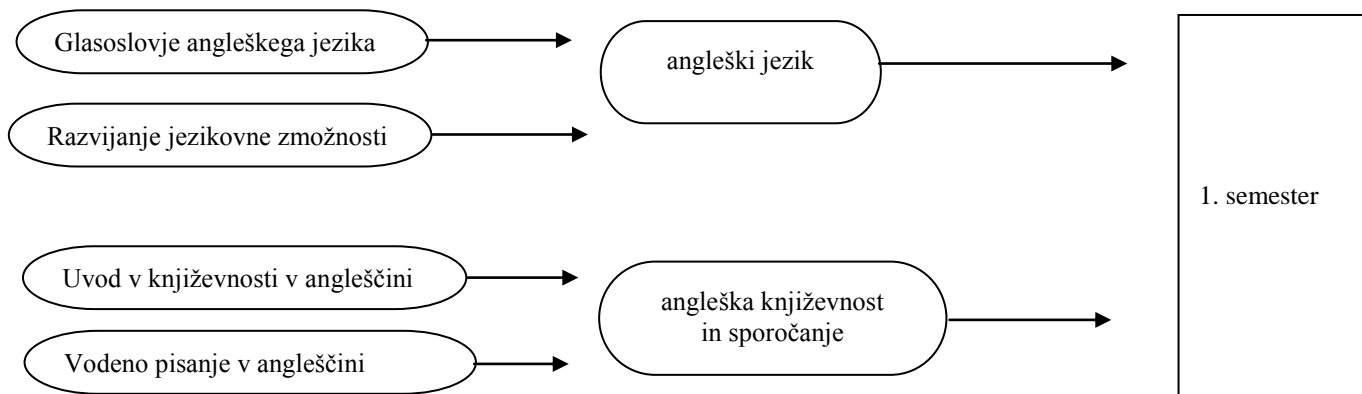 Glasoslovje angleškega jezika
angleški jezik
Razvijanje jezikovne zmožnosti
1. semester
Uvod v književnosti v angleščini
angleška književnost
in sporočanje
Vodeno pisanje v angleščini